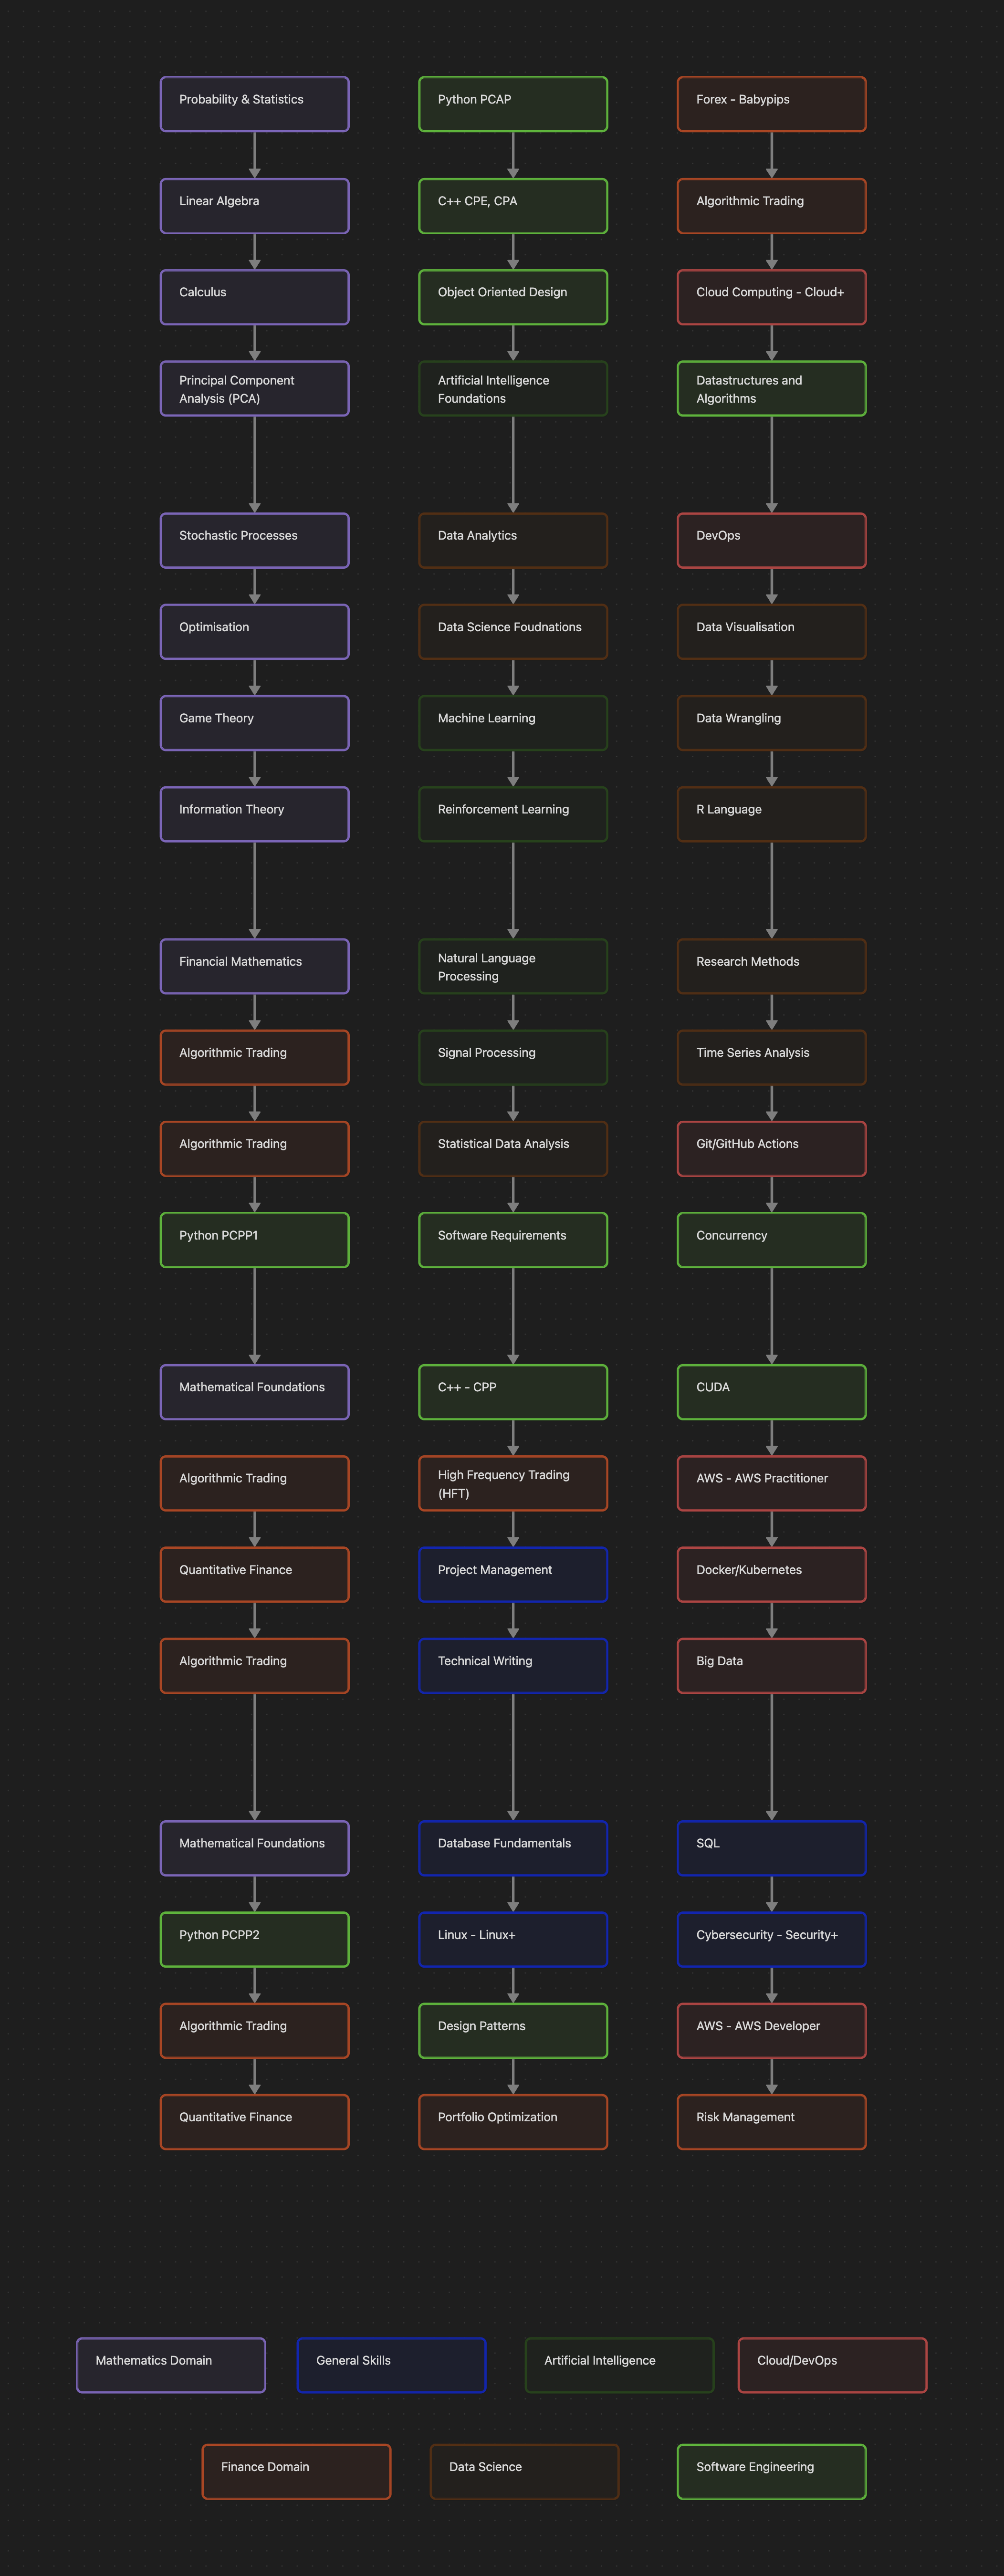 Probability & Statistics
Python PCAP
Forex - Babypips
Linear Algebra
C++ CPE, CPA
Algorithmic Trading
Calculus
Object Oriented Design
Cloud Computing - Cloud+
Principal Component
Analysis (PCA)
Artificial Intelligence
Foundations
Datastructures and
Algorithms
Stochastic Processes
Data Analytics
DevOps
Optimisation
Data Science Foudnations
Data Visualisation
Game Theory
Machine Learning
Data Wrangling
Information Theory
Reinforcement Learning
R Language
Financial Mathematics
Natural Language
Processing
Research Methods
Algorithmic Trading
Signal Processing
Time Series Analysis
Algorithmic Trading
Statistical Data Analysis
Git/GitHub Actions
Python PCPP1
Software Requirements
Concurrency
Mathematical Foundations
C++ - CPP
CUDA
Algorithmic Trading
High Frequency Trading
(HFT)
AWS - AWS Practitioner
Quantitative Finance
Project Management
Docker/Kubernetes
Algorithmic Trading
Technical Writing
Big Data
Mathematical Foundations
Database Fundamentals
SQL
Python PCPP2
Linux - Linux+
Cybersecurity - Security+
Algorithmic Trading
Design Patterns
AWS - AWS Developer
Quantitative Finance
Portfolio Optimization
Risk Management
Mathematics Domain
General Skills
Artificial Intelligence
Cloud/DevOps
Finance Domain
Data Science
Software Engineering